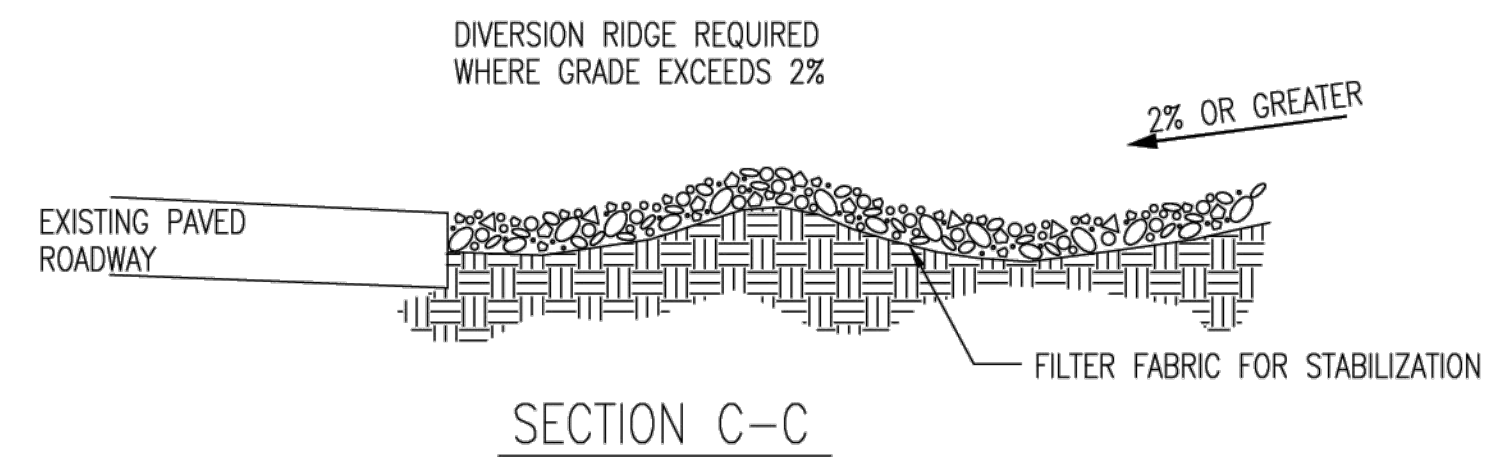 DIVERSION RIDGE REQUIRED
WHERE GRADE EXCEEDS 2%
2% OR GREATER
EXISTING PAVED
ROADWAY
FILTER FABRIC FOR STABILIZATION
SECTION C-C